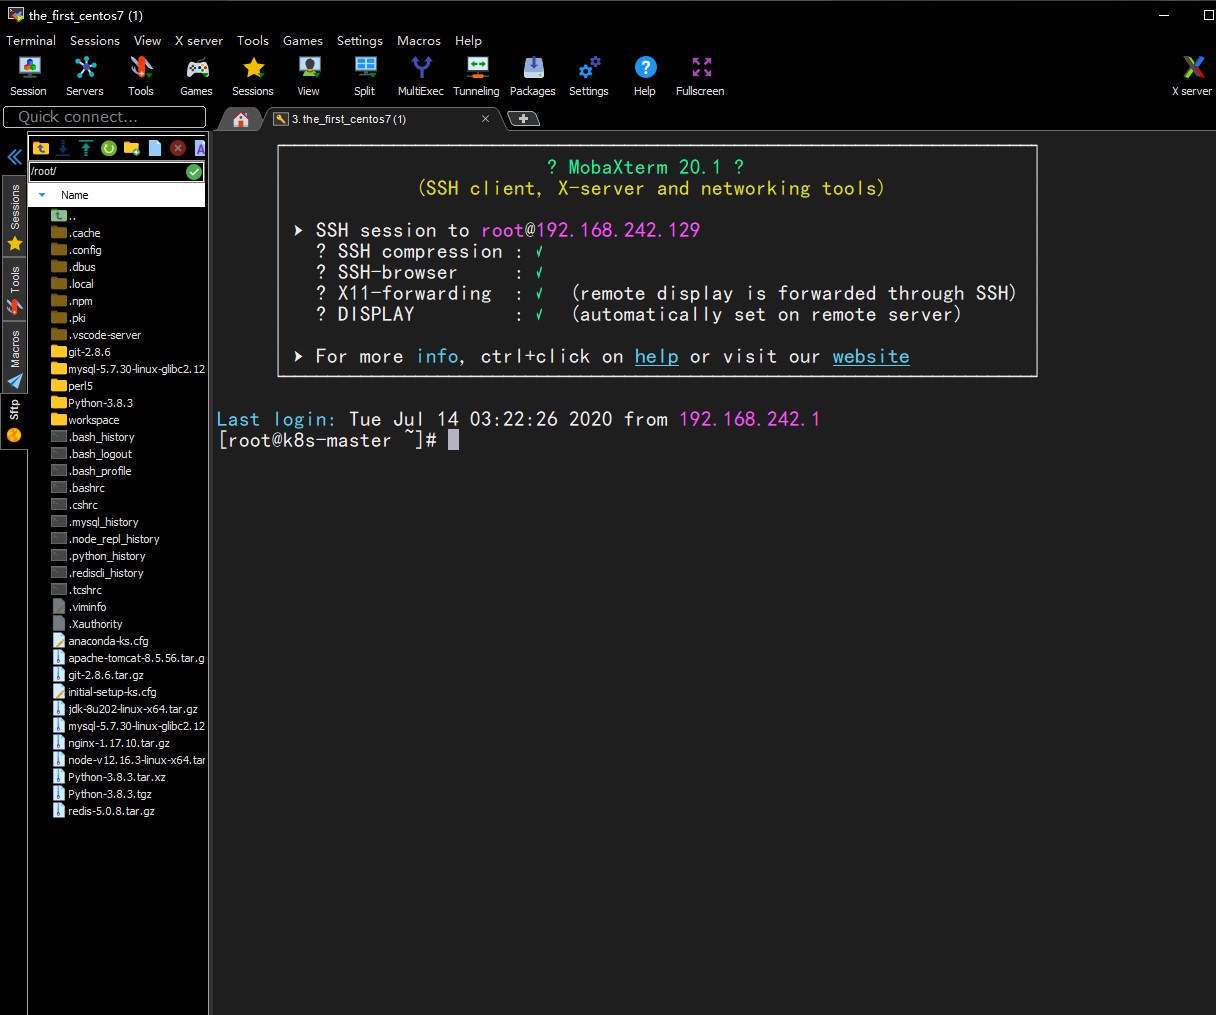 the_first_centos7 (1)
Terminal Sessions View X server Tools Games Settings Macros Help
Session Servers Tools Games Sessions View Split MultiExec Tunneling Packages Settings Help Fullscreen X server
Quick connect...
3. the_first_centos7 (1)
/root/
Name
..
.cache
.config
.dbus
.local
.npm
.pki
.vscode-server
git-2.8.6
mysql-5.7.30-linux-glibc2.12
perl5
Python-3.8.3
workspace
.bash_history
.bash_logout
.bash_profile
.bashrc
.cshrc
.mysql_history
.node_repl_history
.python_history
.rediscli_history
.tcshrc
.viminfo
.Xauthority
anaconda-ks.cfg
apache-tomcat-8.5.56.tar.g
git-2.8.6.tar.gz
initial-setup-ks.cfg
jdk-8u202-linux-x64.tar.gz
mysql-5.7.30-linux-glibc2.12
nginx-1.17.10.tar.gz
node-v12.16.3-linux-x64.tar
Python-3.8.3.tar.xz
Python-3.8.3.tgz
redis-5.0.8.tar.gz
Sessions
Tools
Macros
Sftp
? MobaXterm 20.1 ?
(SSH client, X-server and networking tools)
➤ SSH session to root@192.168.242.129
? SSH compression : √
? SSH-browser : √
? X11-forwarding : √ (remote display is forwarded through SSH)
? DISPLAY : √ (automatically set on remote server)
➤ For more info, ctrl+click on help or visit our website
Last login: Tue Jul 14 03:22:26 2020 from 192.168.242.1
[root@k8s-master ~]#